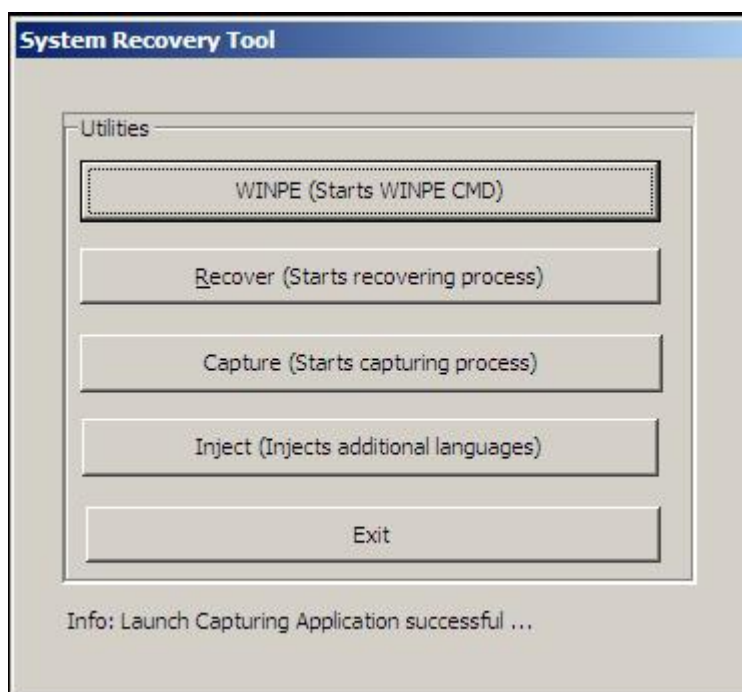 System Recovery Tool
Utilities
WINPE (Starts WINPE CMD)
Recover (Starts recovering process)
Capture (Starts capturing process)
Inject (Injects additional languages)
Exit
Info: Launch Capturing Application successful ...